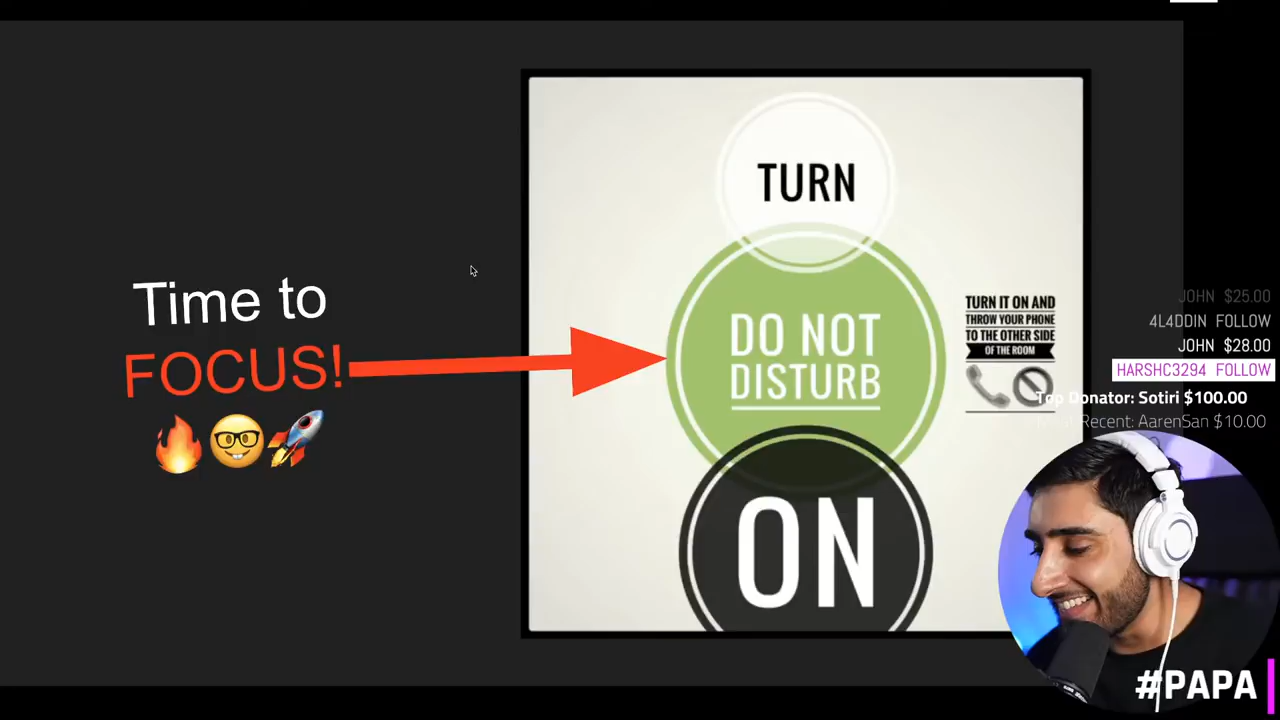 Time to
FOCUS!
TURN
DO NOT
DISTURB
ON
TURN IT ON AND
THROW YOUR PHONE
TO THE OTHER SIDE
OF THE ROOM
JOHN $25.00
4L4DDIN FOLLOW
JOHN $28.00
HARSHC3294 FOLLOW
Top Donator: Sotiri $100.00
Most Recent: AarenSan $10.00
#PAPA